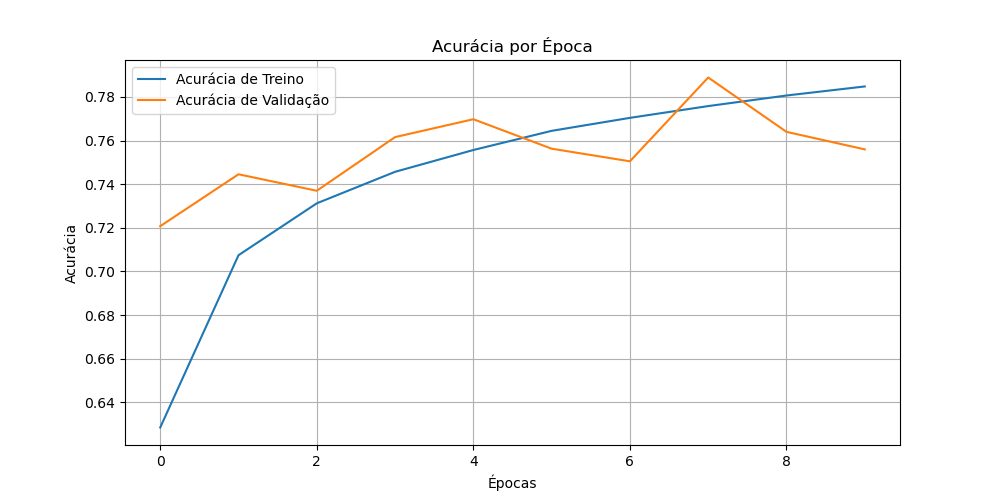 Acurácia por Época
Acurácia de Treino
Acurácia de Validação
Acurácia
0.78
0.76
0.74
0.72
0.70
0.68
0.66
0.64
0 2 4 6 8
Épocas